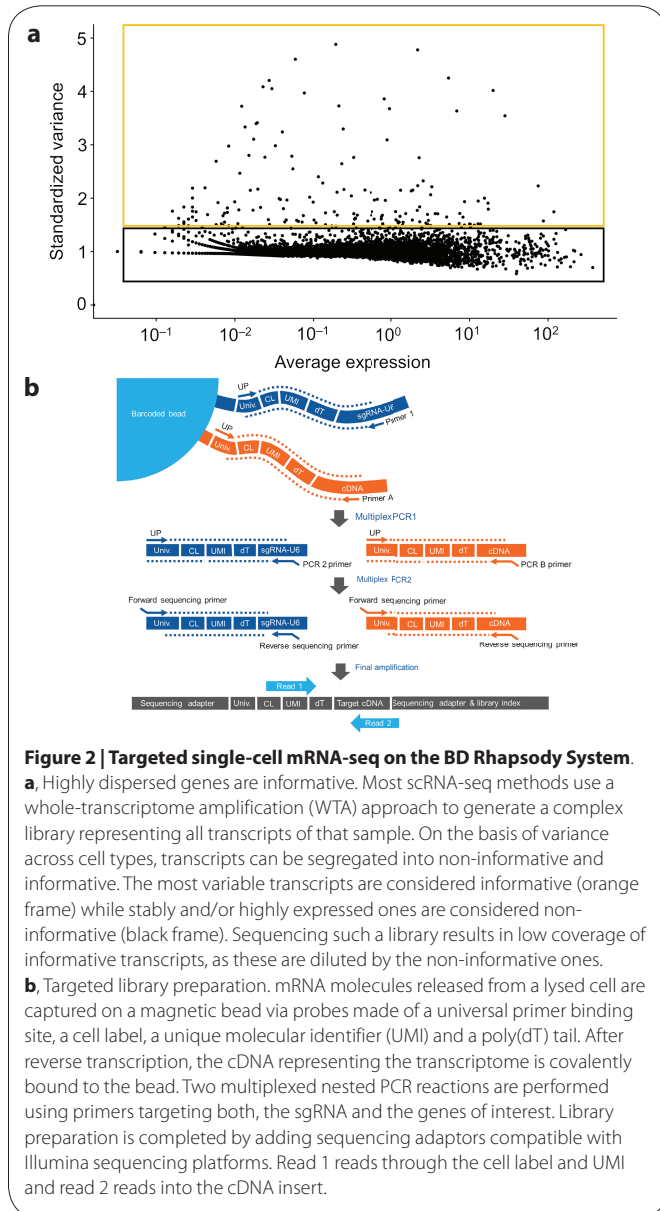 a
5
4
3
2
1
0
Standardized variance
10⁻¹ 10⁻² 10⁻¹ 10⁰ 10¹ 10²
Average expression
b
Barcoded bead
UP
Univ. CL UMI dT sgRNA-U6
Primer 1
UP
Univ. CL UMI dT cDNA
Primer A
MultiplexPCR1
UP
Univ. CL UMI dT sgRNA-U6
PCR 2 primer
UP
Univ. CL UMI dT cDNA
PCR B primer
Multiplex PCR2
Forward sequencing primer
Univ. CL UMI dT sgRNA-U6
Reverse sequencing primer
Forward sequencing primer
Univ. CL UMI dT cDNA
Reverse sequencing primer
Final amplification
Read 1
Sequencing adapter Univ. CL UMI dT Target cDNA Sequencing adapter & library index
Read 2
Figure 2 | Targeted single-cell mRNA-seq on the BD Rhapsody System.
a, Highly dispersed genes are informative. Most scRNA-seq methods use a
whole-transcriptome amplification (WTA) approach to generate a complex
library representing all transcripts of that sample. On the basis of variance
across cell types, transcripts can be segregated into non-informative and
informative. The most variable transcripts are considered informative (orange
frame) while stably and/or highly expressed ones are considered non-
informative (black frame). Sequencing such a library results in low coverage of
informative transcripts, as these are diluted by the non-informative ones.
b, Targeted library preparation. mRNA molecules released from a lysed cell are
captured on a magnetic bead via probes made of a universal primer binding
site, a cell label, a unique molecular identifier (UMI) and a poly(dT) tail. After
reverse transcription, the cDNA representing the transcriptome is covalently
bound to the bead. Two multiplexed nested PCR reactions are performed
using primers targeting both, the sgRNA and the genes of interest. Library
preparation is completed by adding sequencing adaptors compatible with
Illumina sequencing platforms. Read 1 reads through the cell label and UMI
and read 2 reads into the cDNA insert.